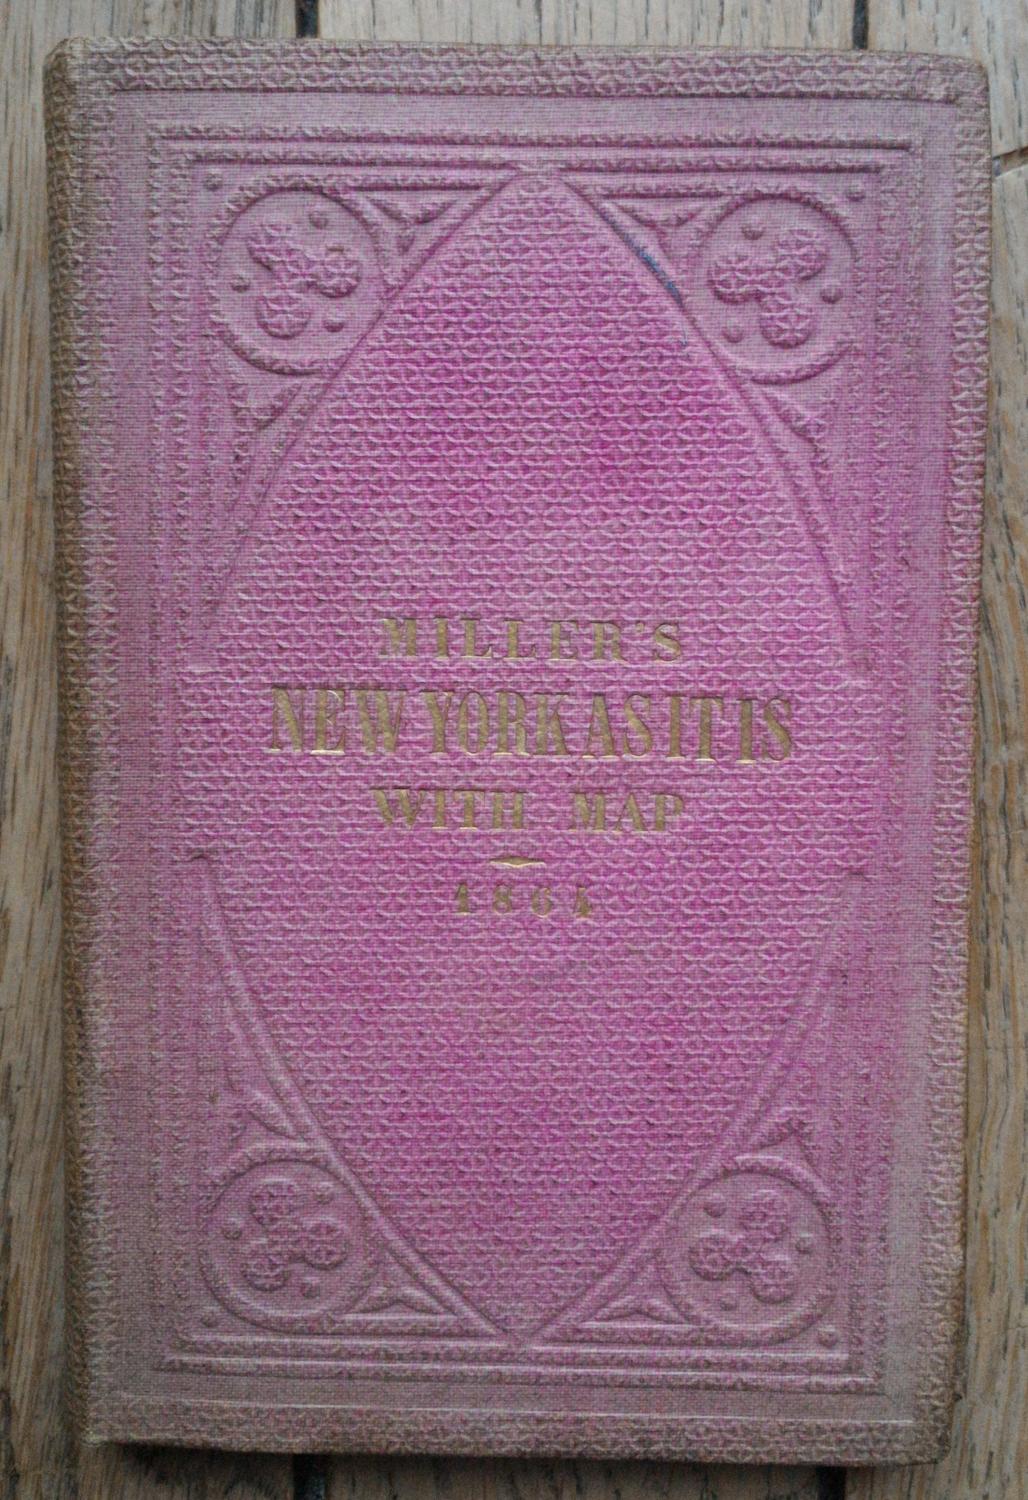 MILLER'S
NEW YORK AS IT IS
WITH MAP
1864